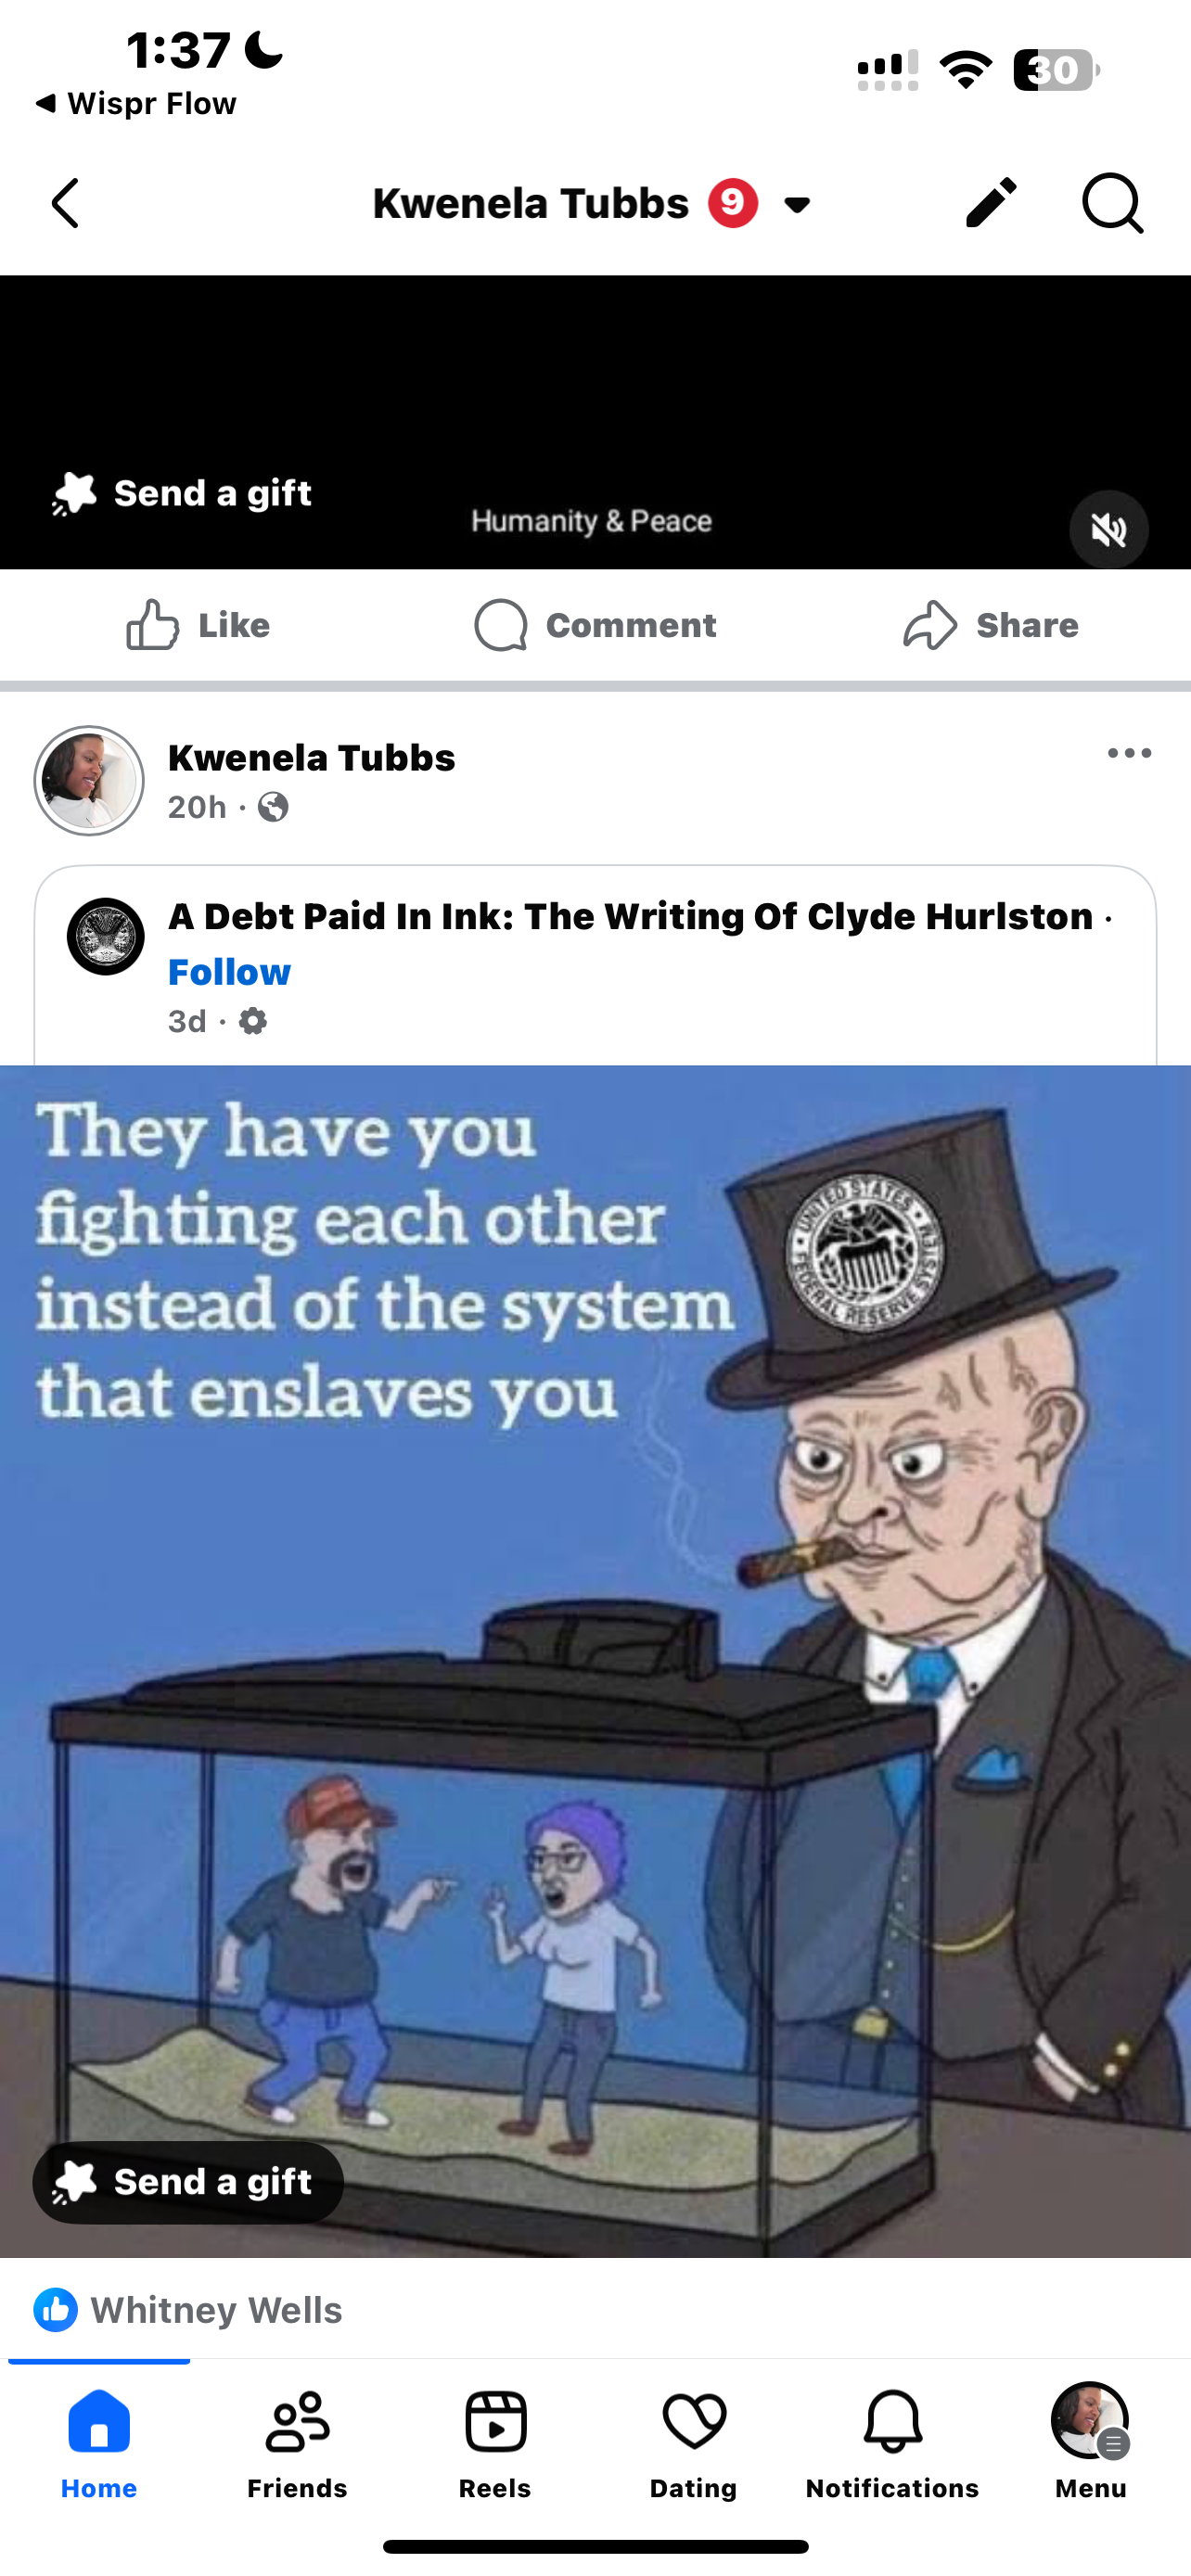 1:37
Wispr Flow
30
Kwenela Tubbs 9
Send a gift
Humanity & Peace
Like Comment Share
Kwenela Tubbs
20h ·
A Debt Paid In Ink: The Writing Of Clyde Hurlston ·
Follow
3d ·
They have you
fighting each other
instead of the system
that enslaves you
UNITED STATES
FEDERAL RESERVE SYSTEM
Send a gift
Whitney Wells
Home Friends Reels Dating Notifications Menu